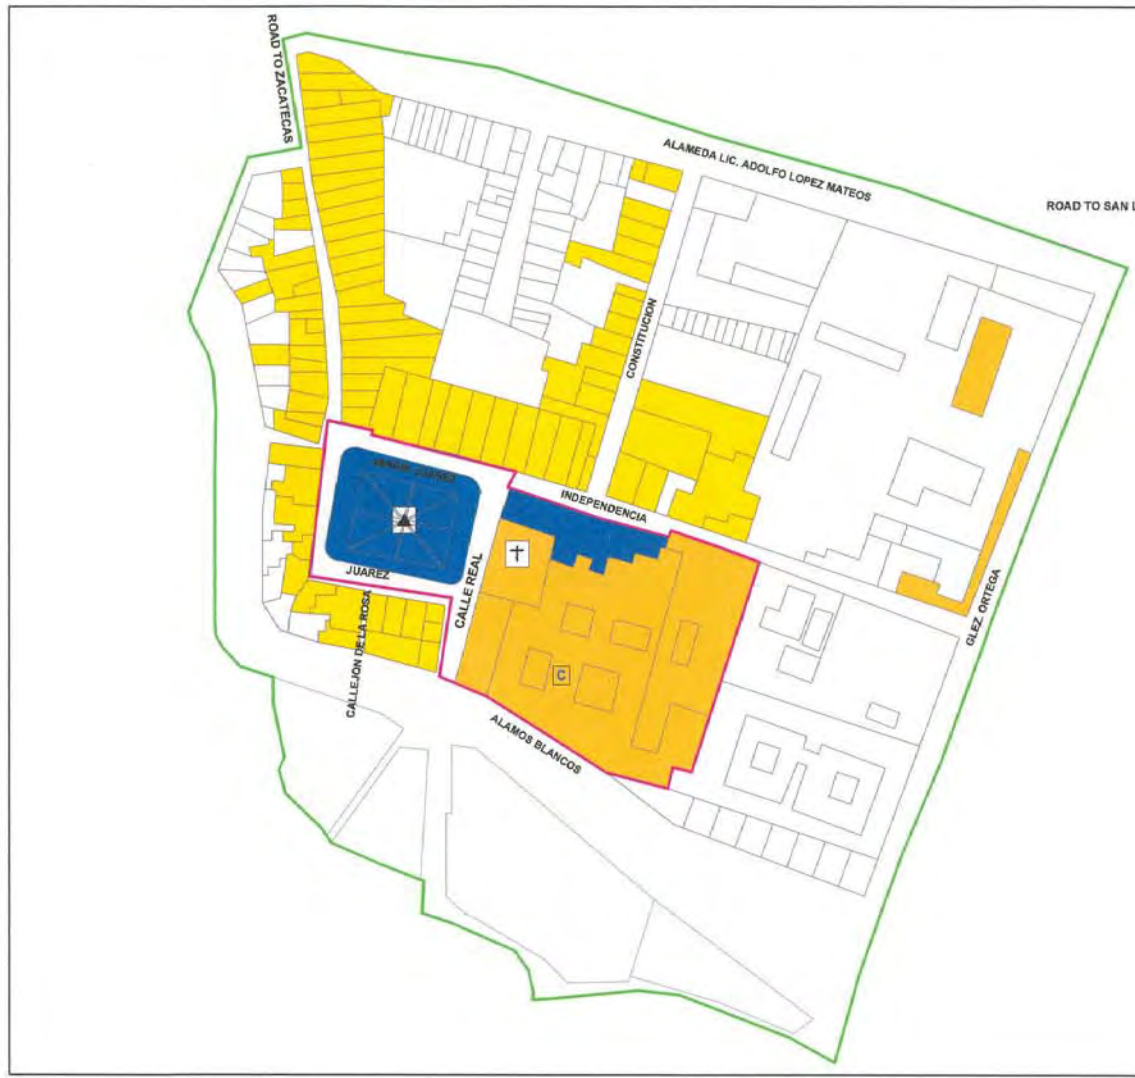 ROAD TO ZACATECAS
ALAMEDA LIC. ADOLFO LOPEZ MATEOS
ROAD TO SAN L
CONSTITUCION
JUAREZ
INDEPENDENCIA
JUAREZ
CALLE REAL
CALLEJON DE LA ROSA
C
GLEZ. ORTEGA
ALAMOS BLANCOS